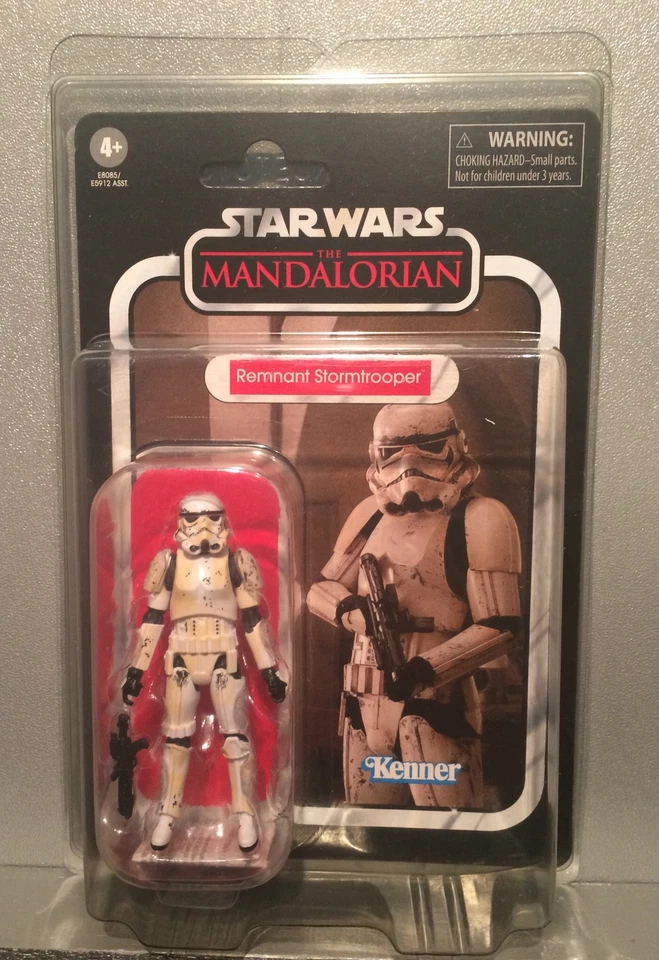 4+
E8085/
E5912 ASST.
WARNING:
CHOKING HAZARD–Small parts.
Not for children under 3 years.
STAR WARS
THE
MANDALORIAN
Remnant Stormtrooper
Kenner